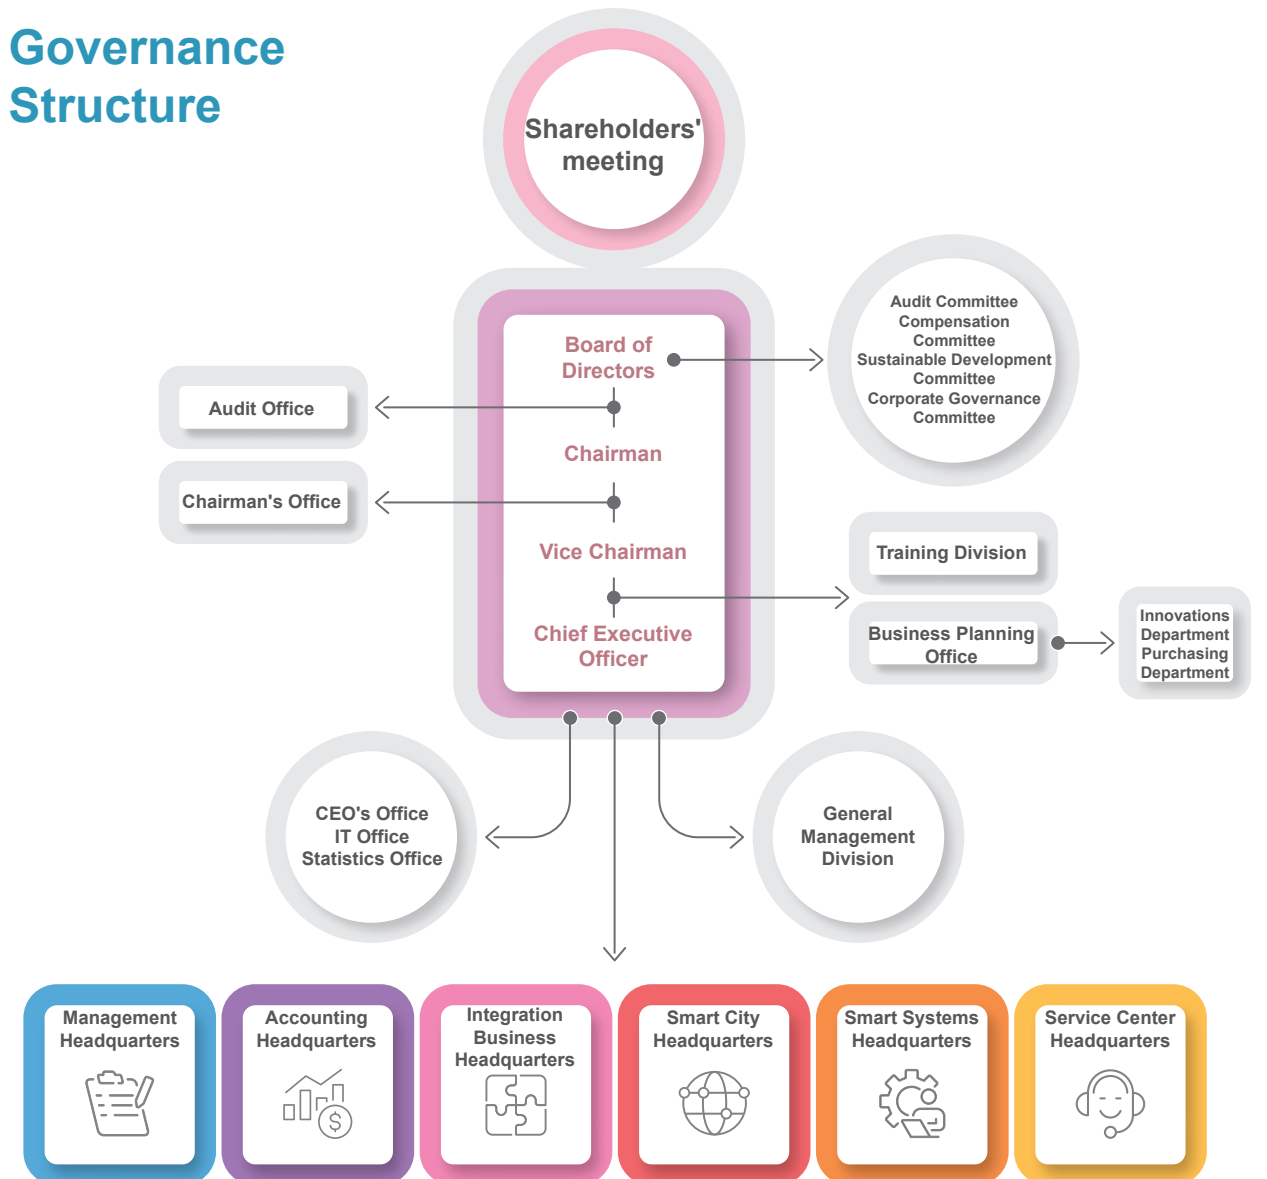 Governance
Structure
Shareholders'
meeting
Board of
Directors
Audit Committee
Compensation
Committee
Sustainable Development
Committee
Corporate Governance
Committee
Audit Office
Chairman
Chairman's Office
Vice Chairman
Training Division
Chief Executive
Officer
Business Planning
Office
Innovations
Department
Purchasing
Department
CEO's Office
IT Office
Statistics Office
General
Management
Division
Management
Headquarters
Accounting
Headquarters
$
Integration
Business
Headquarters
Smart City
Headquarters
Smart Systems
Headquarters
Service Center
Headquarters